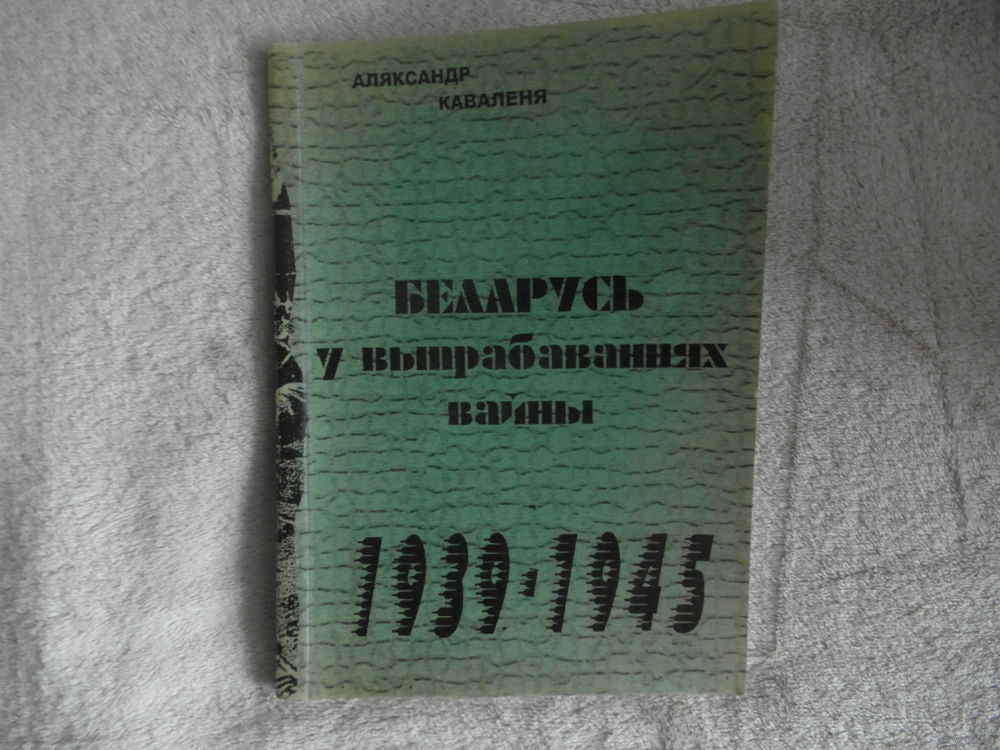 АЛЯКСАНДР
КАВАЛЕНЯ
БЕЛАРУСЬ
у выпрабаваннях
вайны
1939-1945